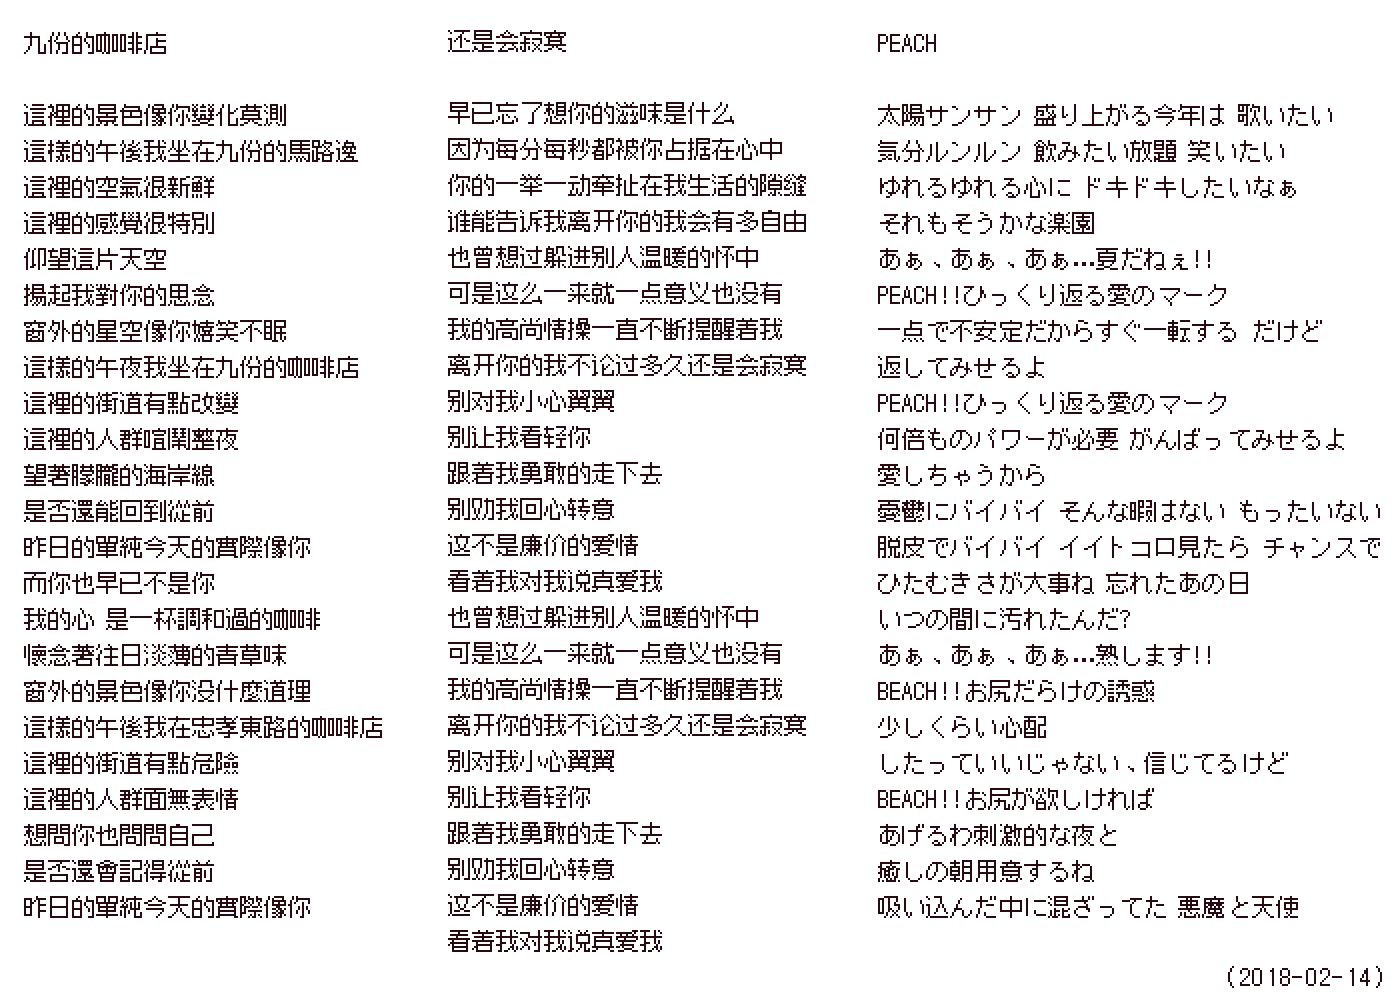 九份的咖啡店
這裡的景色像你變化莫測
這樣的午後我坐在九份的馬路邊
這裡的空氣很新鮮
這裡的感覺很特別
仰望這片天空
揚起我對你的思念
窗外的星空像你嬉笑不眠
這樣的午夜我坐在九份的咖啡店
這裡的街道有點改變
這裡的人群喧鬧整夜
望著朦朧的海岸線
是否還能回到從前
昨日的單純今天的實際像你
而你也早已不是你
我的心 是一杯調和過的咖啡
懷念著往日淡薄的青草味
窗外的景色像你没什麼道理
這樣的午後我在忠孝東路的咖啡店
這裡的街道有點危險
這裡的人群面無表情
想問你也問問自己
是否還會記得從前
昨日的單純今天的實際像你
还是会寂寞
早已忘了想你的滋味是什么
因为每分每秒都被你占据在心中
你的一举一动牵扯在我生活的隙缝
谁能告诉我离开你的我会有多自由
也曾想过躲进别人温暖的怀中
可是这么一来就一点意义也没有
我的高尚情操一直不断提醒着我
离开你的我不论过多久还是会寂寞
别对我小心翼翼
别让我看轻你
跟着我勇敢的走下去
别劝我回心转意
这不是廉价的爱情
看着我对我说真爱我
也曾想过躲进别人温暖的怀中
可是这么一来就一点意义也没有
我的高尚情操一直不断提醒着我
离开你的我不论过多久还是会寂寞
别对我小心翼翼
别让我看轻你
跟着我勇敢的走下去
别劝我回心转意
这不是廉价的爱情
看着我对我说真爱我
PEACH
太陽サンサン 盛り上がる今年は 歌いたい
気分ルンルン 飲みたい放題 笑いたい
ゆれるゆれる心に ドキドキしたいなぁ
それもそうかな楽園
あぁ、あぁ、あぁ...夏だねぇ!!
PEACH!!ひっくり返る愛のマーク
一点で不安定だからすぐ一転する だけど
返してみせるよ
PEACH!!ひっくり返る愛のマーク
何倍ものパワーが必要 がんばってみせるよ
愛しちゃうから
憂鬱にバイバイ そんな暇はない もったいない
脱皮でバイバイ イイトコロ見たら チャンスで
ひたむきさが大事ね 忘れたあの日
いつの間に汚れたんだ?
あぁ、あぁ、あぁ...熟します!!
BEACH!!お尻だらけの誘惑
少しくらい心配
したっていいじゃない、信じてるけど
BEACH!!お尻が欲しければ
あげるわ刺激的な夜と
癒しの朝用意するね
吸い込んだ中に混ざってた 悪魔と天使
(2018-02-14)